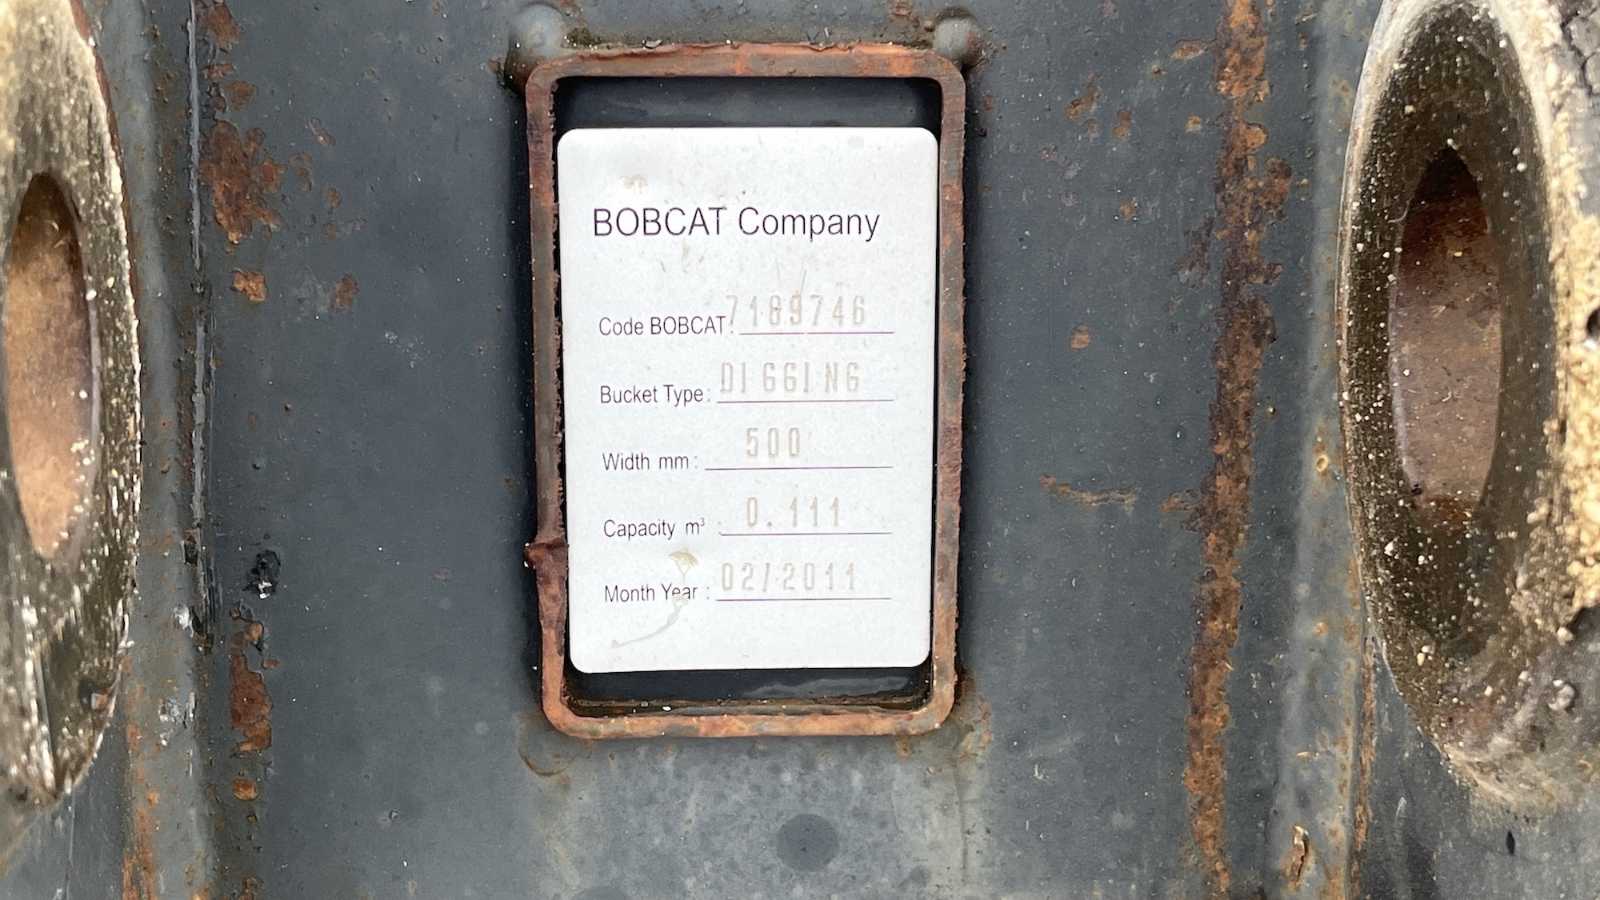 BOBCAT Company
Code BOBCAT: 7189746
Bucket Type: DIGGING
Width mm: 500
Capacity m³: 0.111
Month Year: 02/2011